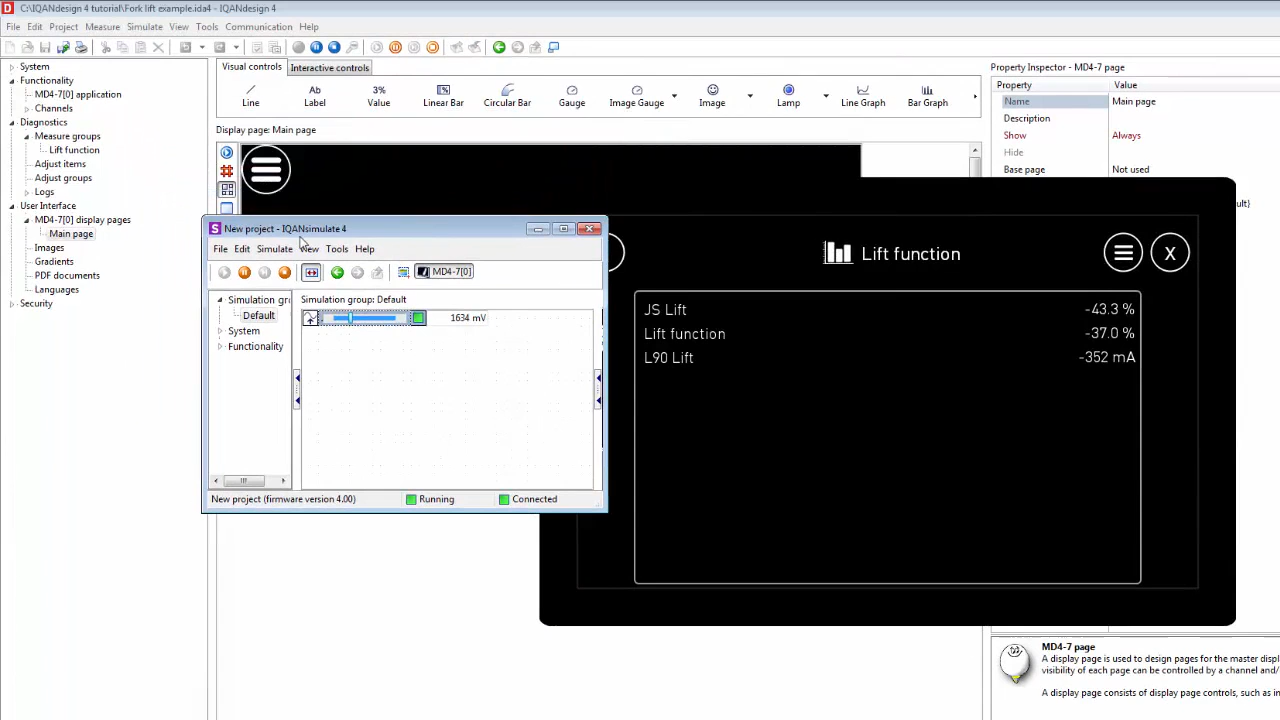 C:\IQANdesign 4 tutorial\Fork lift example.ida4 - IQANdesign 4
File Edit Project Measure Simulate View Tools Communication Help
System
Functionality
MD4-7[0] application
Channels
Diagnostics
Measure groups
Lift function
Adjust items
Adjust groups
Logs
User Interface
MD4-7[0] display pages
Main page
Images
Gradients
PDF documents
Languages
Security
Visual controls Interactive controls
Line
Ab
Label
3%
Value
Linear Bar
Circular Bar
Gauge
Image Gauge
Image
Lamp
Line Graph
Bar Graph
Display page: Main page
Property Inspector - MD4-7 page
Property Value
Name Main page
Description
Show Always
Hide
Base page Not used
New project - IQANsimulate 4
File Edit Simulate New Tools Help
MD4-7[0]
Simulation gr
Default
System
Functionality
Simulation group: Default
1634 mV
New project (firmware version 4.00) Running Connected
Lift function
X
JS Lift -43.3 %
Lift function -37.0 %
L90 Lift -352 mA
MD4-7 page
A display page is used to design pages for the master displ
visibility of each page can be controlled by a channel and/
A display page consists of display page controls, such as in